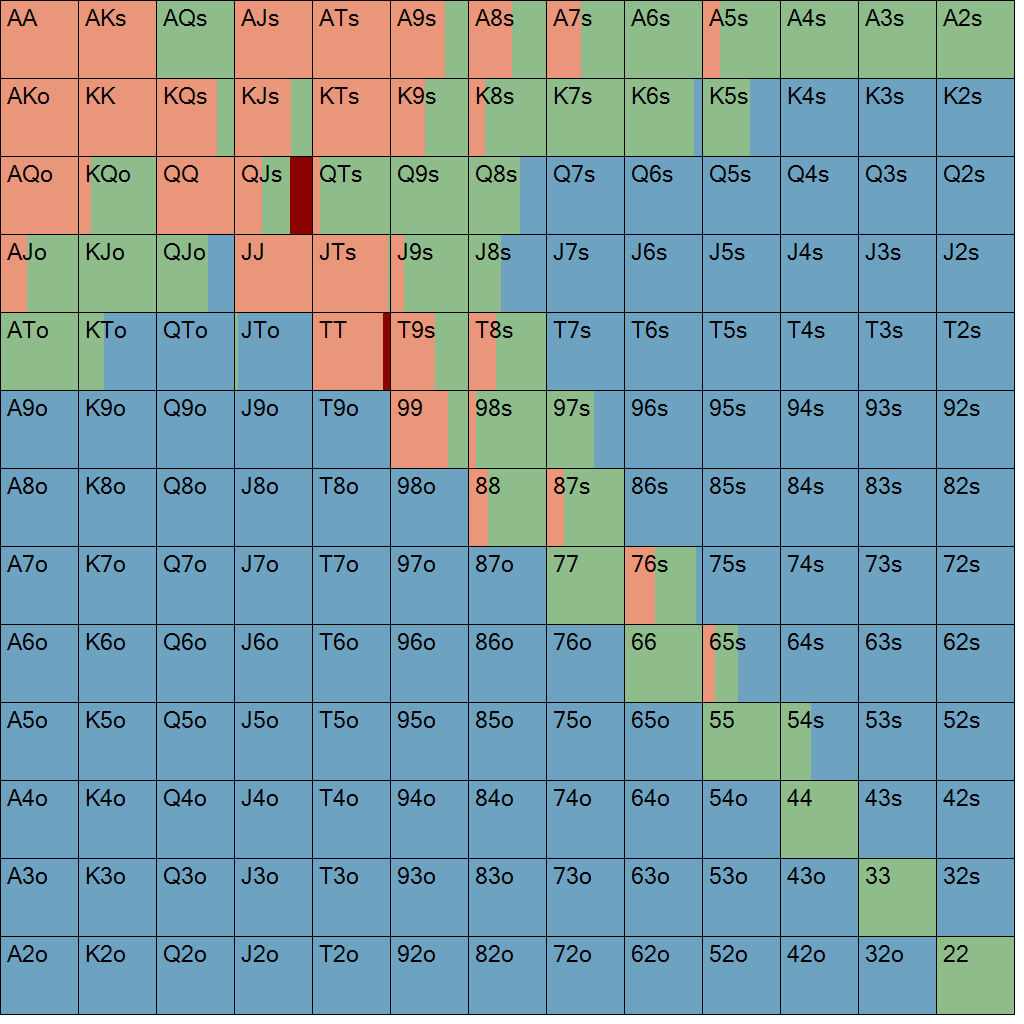 AA AKs AQs AJs ATs A9s A8s A7s A6s A5s A4s A3s A2s
AKo KK KQs KJs KTs K9s K8s K7s K6s K5s K4s K3s K2s
AQo KQo QQ QJs QTs Q9s Q8s Q7s Q6s Q5s Q4s Q3s Q2s
AJo KJo QJo JJ JTs J9s J8s J7s J6s J5s J4s J3s J2s
ATo KTo QTo JTo TT T9s T8s T7s T6s T5s T4s T3s T2s
A9o K9o Q9o J9o T9o 99 98s 97s 96s 95s 94s 93s 92s
A8o K8o Q8o J8o T8o 98o 88 87s 86s 85s 84s 83s 82s
A7o K7o Q7o J7o T7o 97o 87o 77 76s 75s 74s 73s 72s
A6o K6o Q6o J6o T6o 96o 86o 76o 66 65s 64s 63s 62s
A5o K5o Q5o J5o T5o 95o 85o 75o 65o 55 54s 53s 52s
A4o K4o Q4o J4o T4o 94o 84o 74o 64o 54o 44 43s 42s
A3o K3o Q3o J3o T3o 93o 83o 73o 63o 53o 43o 33 32s
A2o K2o Q2o J2o T2o 92o 82o 72o 62o 52o 42o 32o 22